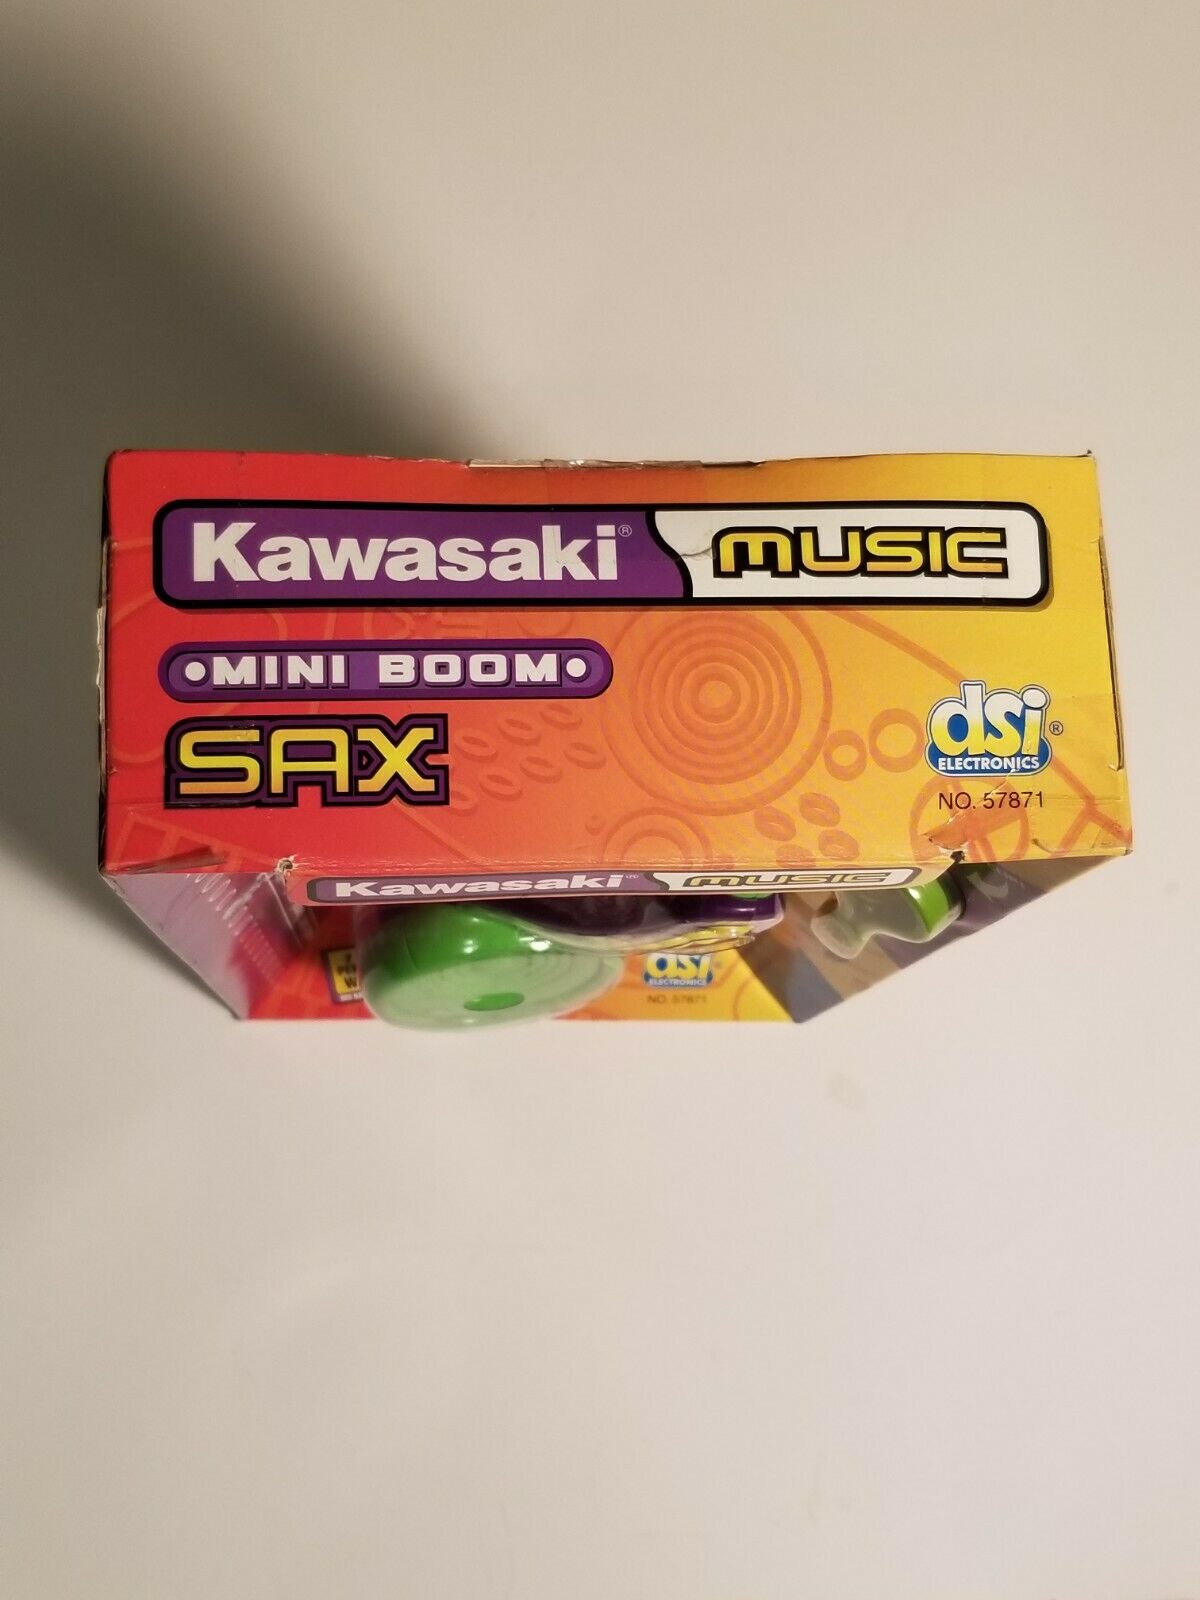 Kawasaki® MUSIC
•MINI BOOM•
SAX
dsi®
ELECTRONICS
NO. 57871
Kawasaki® MUSIC
dsi
ELECTRONICS
NO. 57871